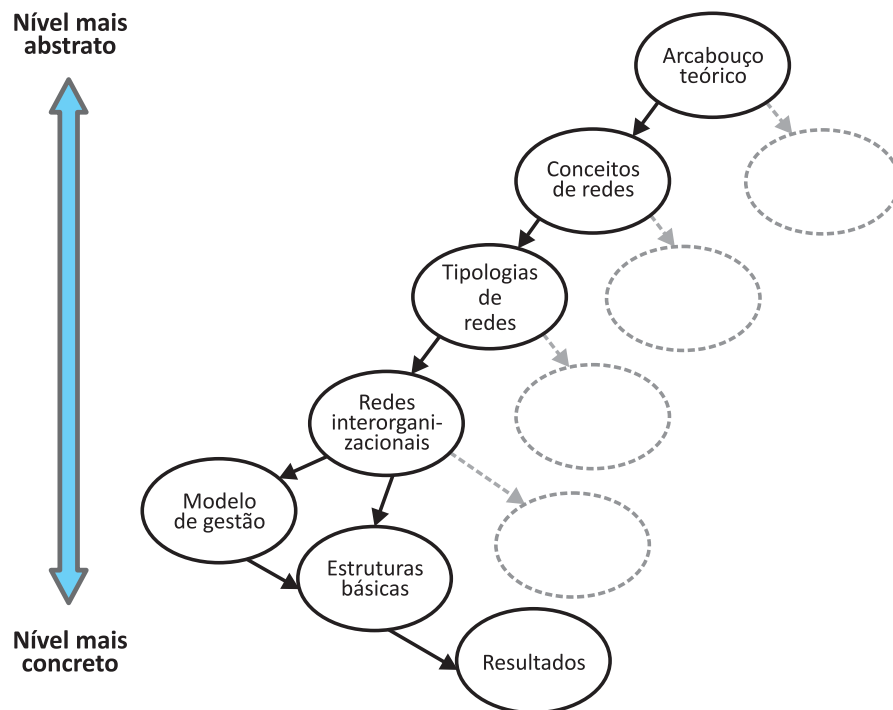 Nível mais
abstrato
Arcabouço
teórico
Conceitos
de redes
Tipologias
de
redes
Redes
interorgani-
zacionais
Modelo
de gestão
Estruturas
básicas
Resultados
Nível mais
concreto